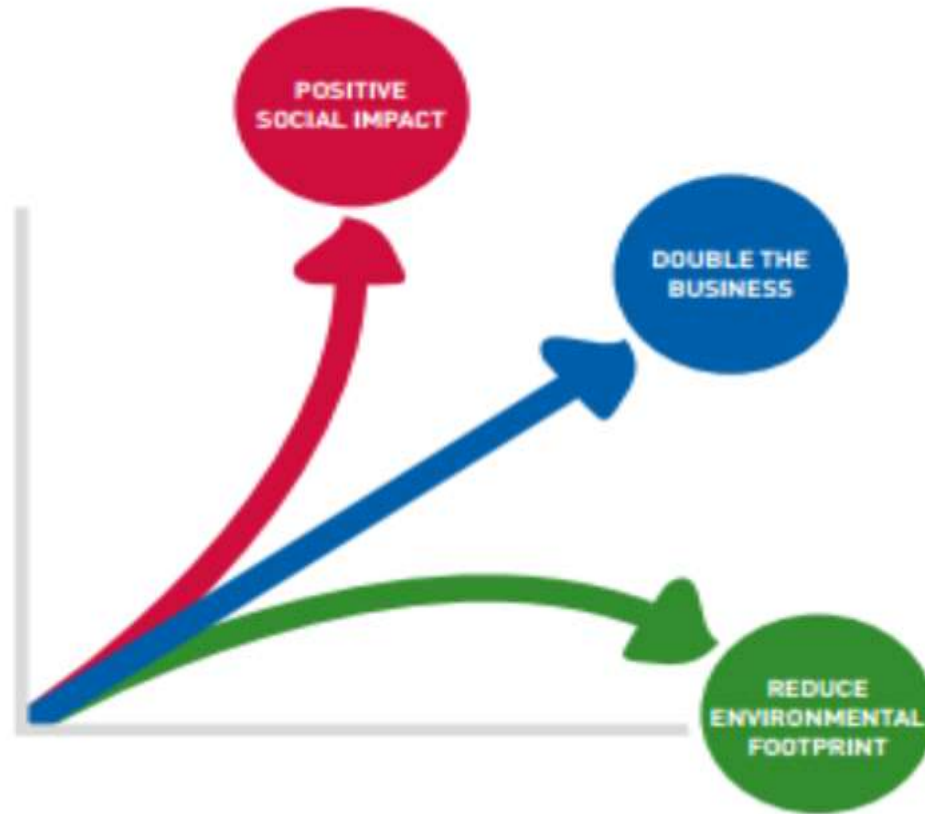 POSITIVE
SOCIAL IMPACT
DOUBLE THE
BUSINESS
REDUCE
ENVIRONMENTAL
FOOTPRINT